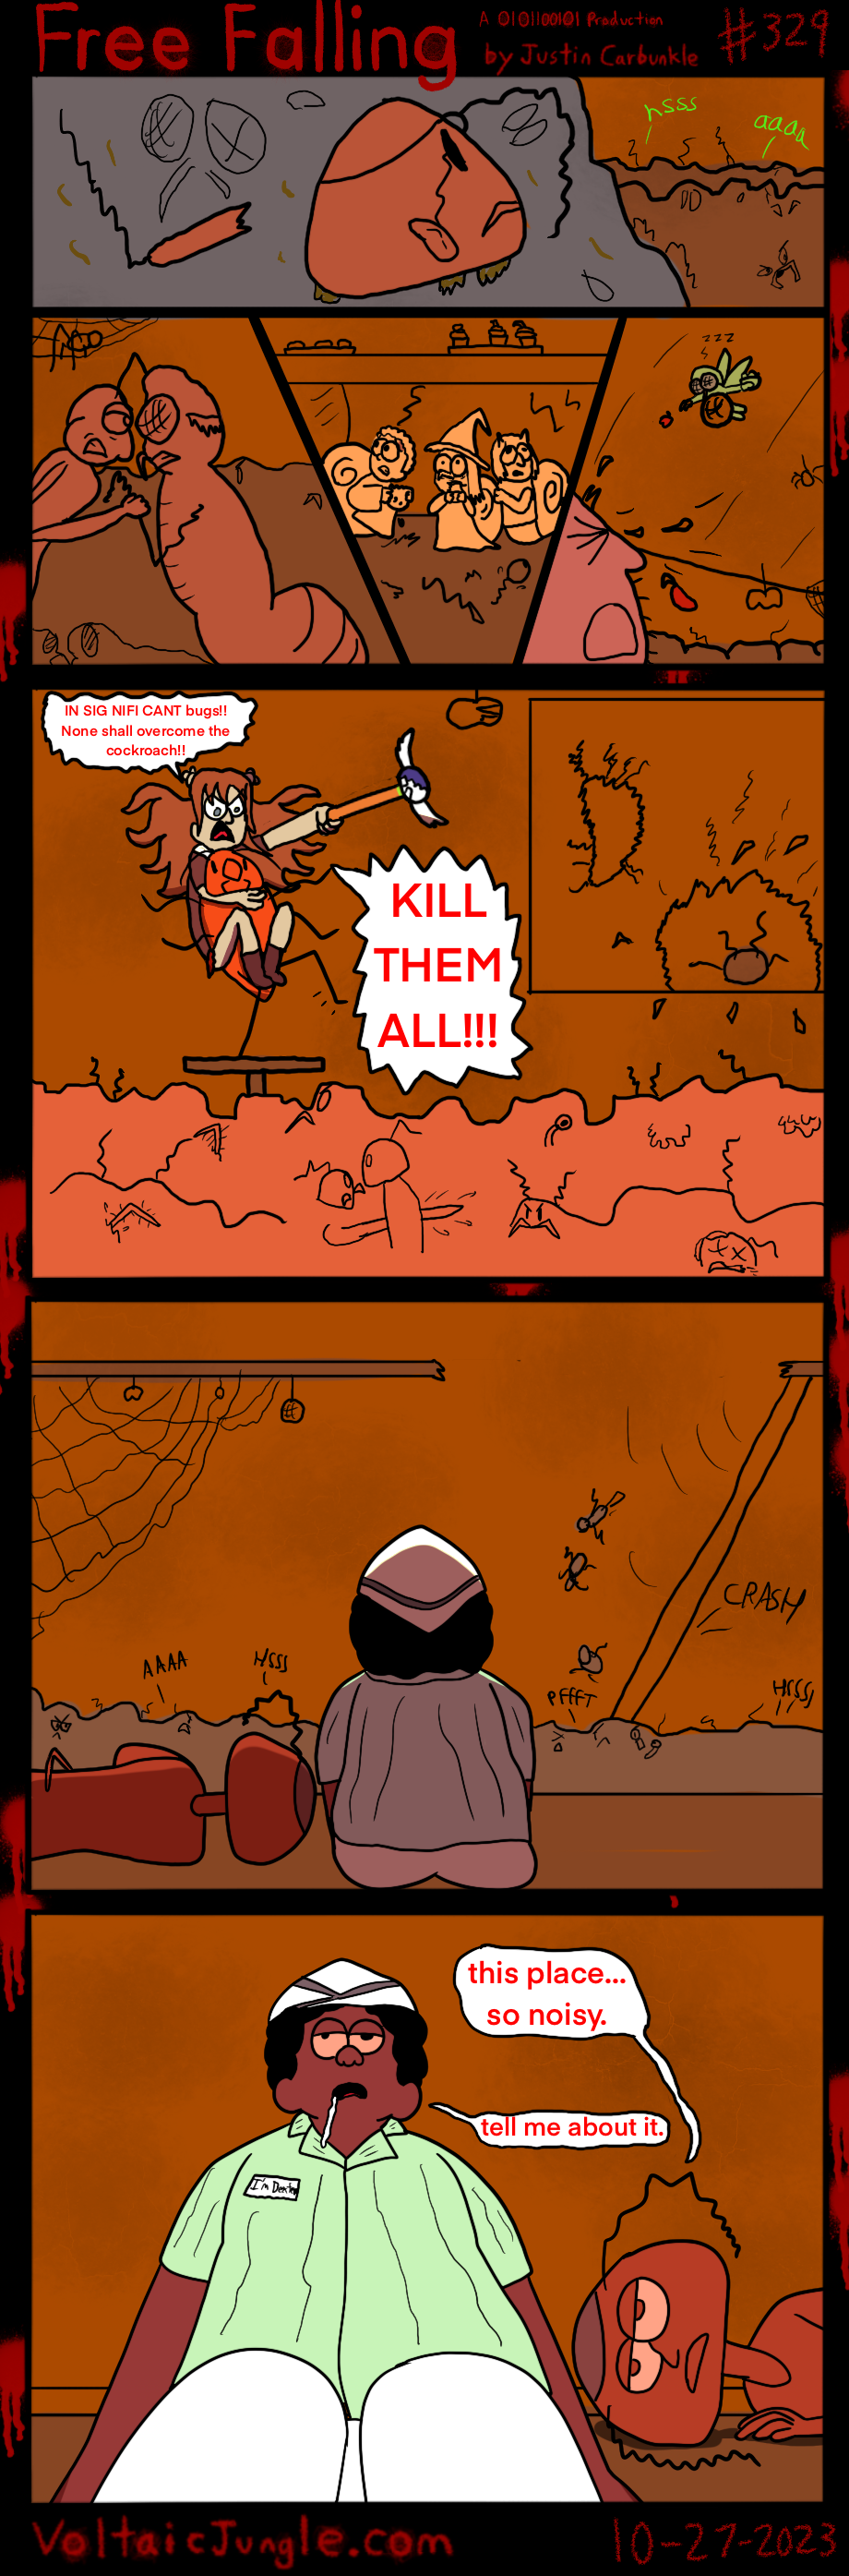 Free Falling
A 0101100101 Production
by Justin Carbunkle
#329
hsss
aaaa
zzz
IN SIG NIFI CANT bugs!!
None shall overcome the
cockroach!!
KILL
THEM
ALL!!!
CRASH
AAAA
HSSS
PFFFT
HSSS
this place...
so noisy.
tell me about it.
I'm Dexter
VoltaicJungle.com
10-27-2023